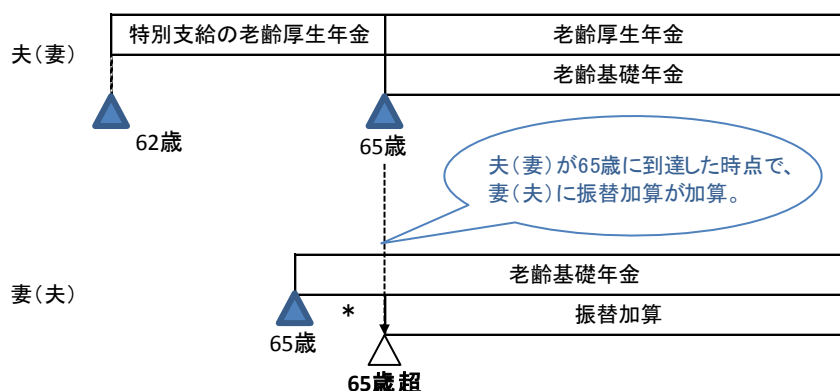 特別支給の老齢厚生年金
老齢厚生年金
夫（妻）
老齢基礎年金
62歳
65歳
夫（妻）が65歳に到達した時点で、
妻（夫）に振替加算が加算。
老齢基礎年金
妻（夫）
*
振替加算
65歳
65歳超